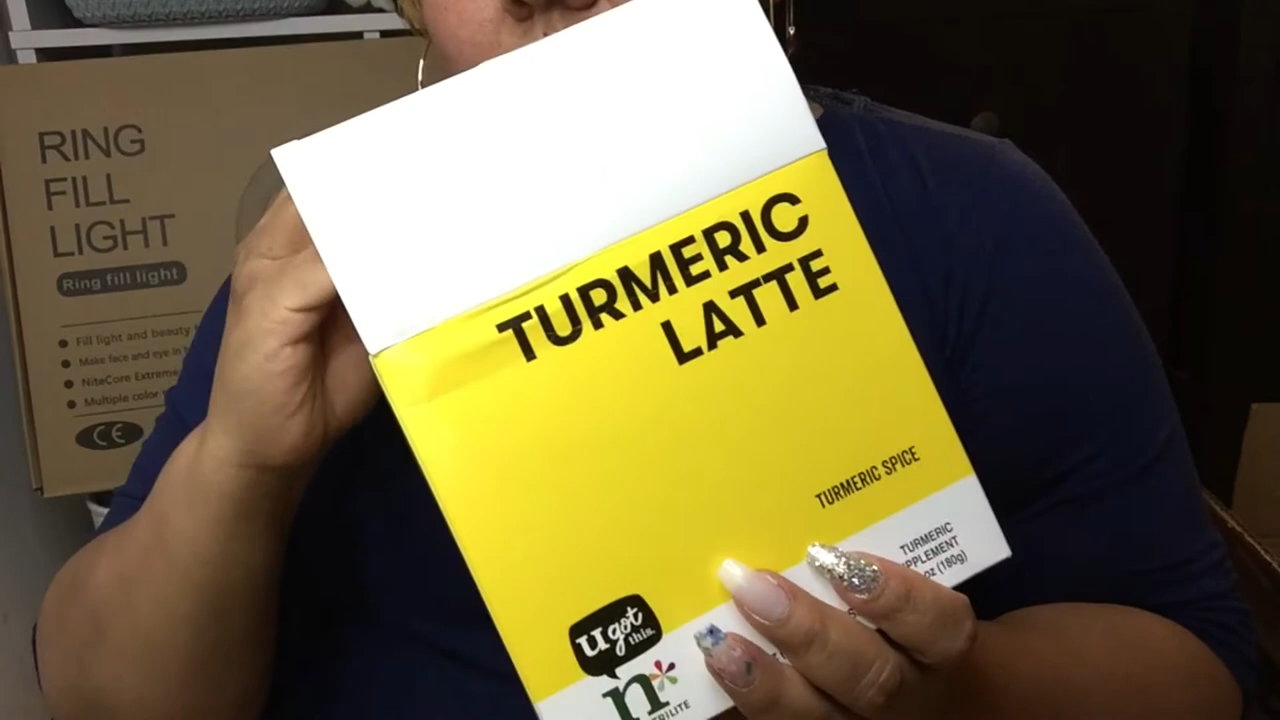 RING
FILL
LIGHT
Ring fill light
Fill light and beauty
Make face and eye in
NiteCore Extreme
Multiple color
CE
TURMERIC
LATTE
TURMERIC SPICE
TURMERIC
PPLEMENT
oz (180g)
u got
this.
n*
RILITE